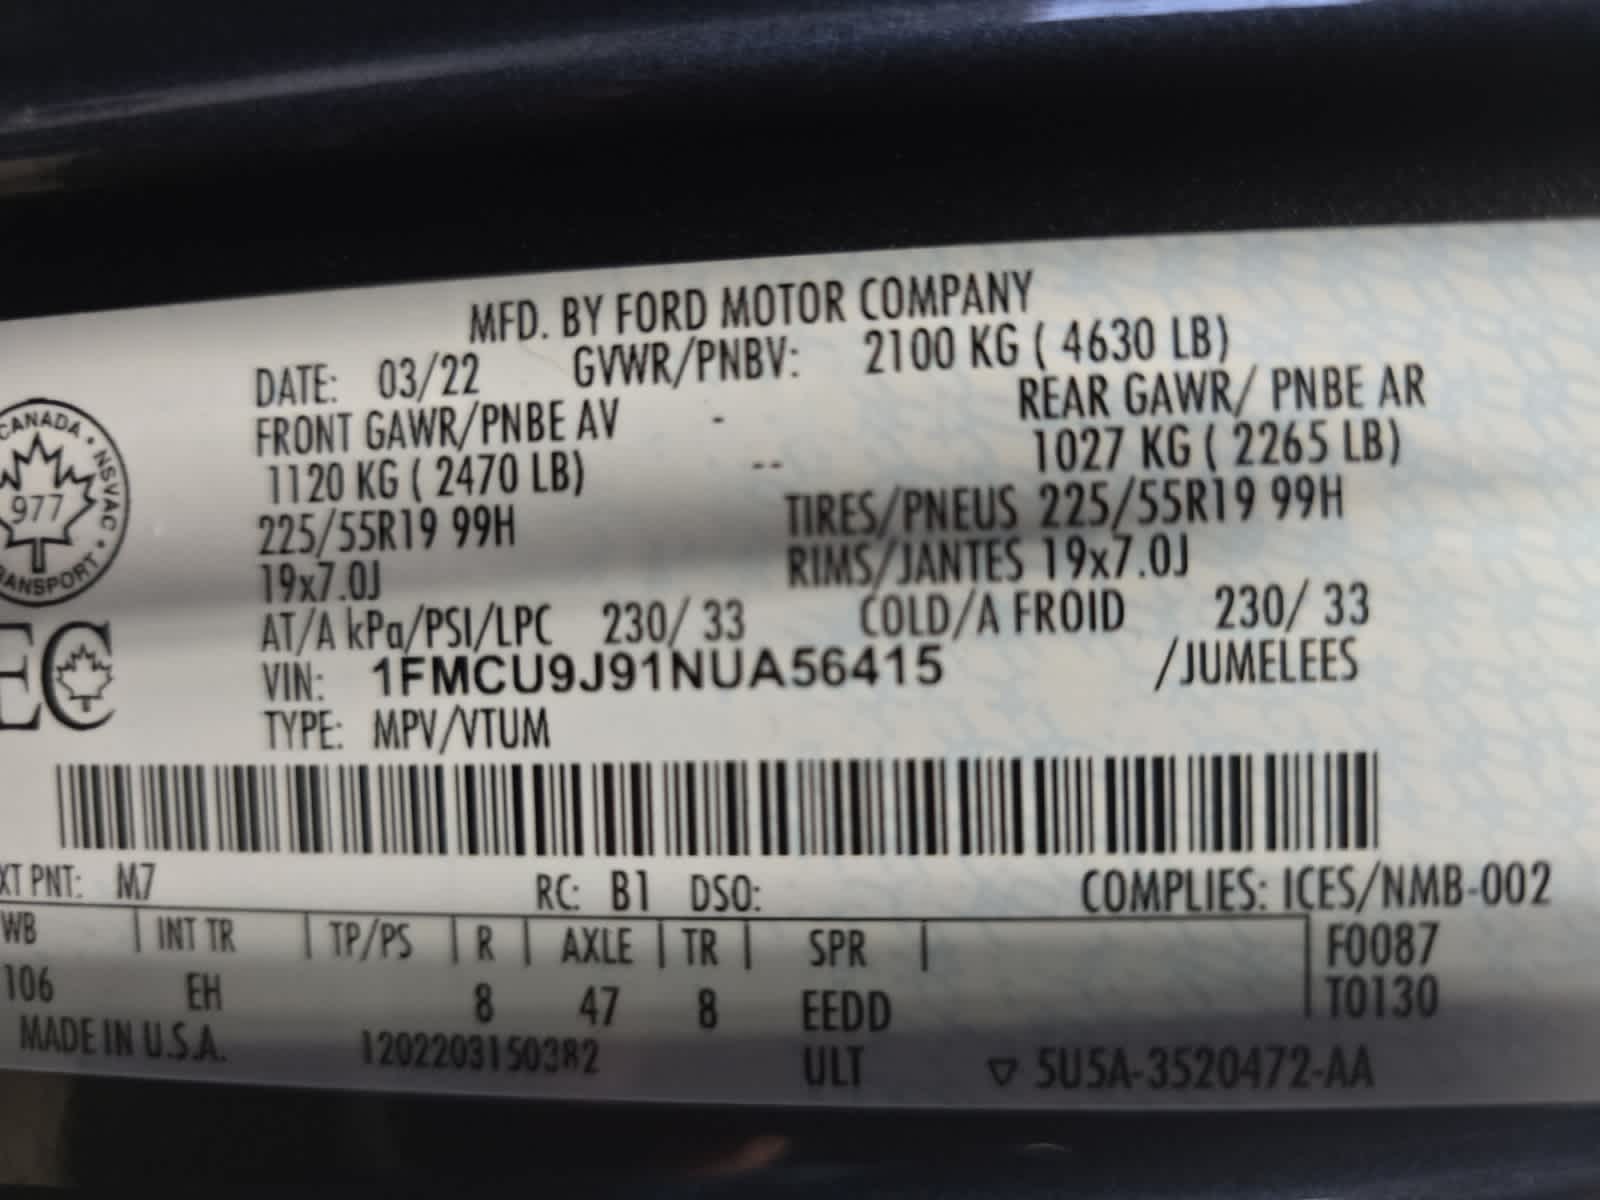 MFD. BY FORD MOTOR COMPANY
DATE: 03/22 GVWR/PNBV: 2100 KG ( 4630 LB)
FRONT GAWR/PNBE AV - REAR GAWR/ PNBE AR
1120 KG ( 2470 LB) -- 1027 KG ( 2265 LB)
225/55R19 99H TIRES/PNEUS 225/55R19 99H
19x7.0J RIMS/JANTES 19x7.0J
AT/A kPa/PSI/LPC 230/ 33 COLD/A FROID 230/ 33
VIN: 1FMCU9J91NUA56415 /JUMELEES
TYPE: MPV/VTUM
CANADA • NSVAC •
977
RANSPORT
EC
XT PNT: M7 RC: B1 DSO: COMPLIES: ICES/NMB-002
WB | INT TR | TP/PS | R | AXLE | TR | SPR | F0087
106 EH 8 47 8 EEDD T0130
MADE IN U.S.A. 1202203150382 ULT ▽ 5U5A-3520472-AA